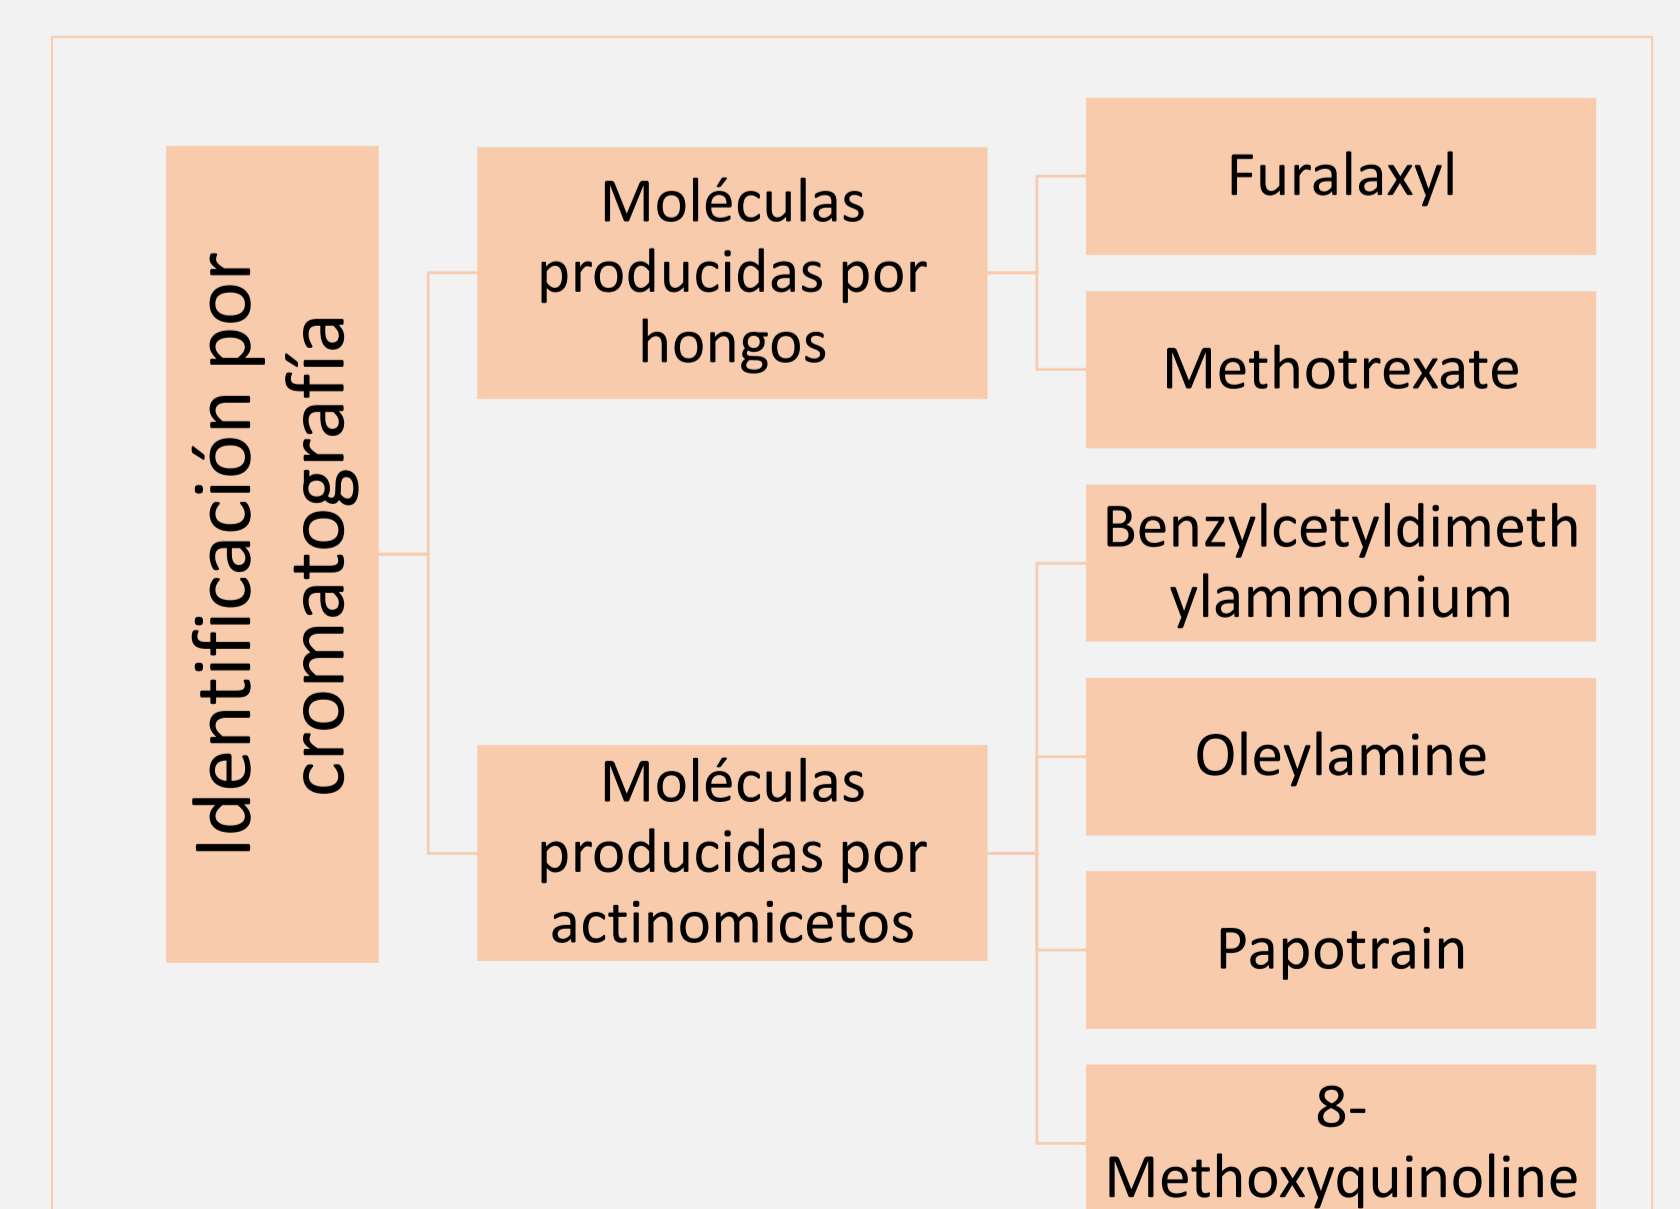 Identificación por
cromatografía
Moléculas
producidas por
hongos
Furalaxyl
Methotrexate
Moléculas
producidas por
actinomicetos
Benzylcetyldimeth
ylammonium
Oleylamine
Papotrain
8-
Methoxyquinoline